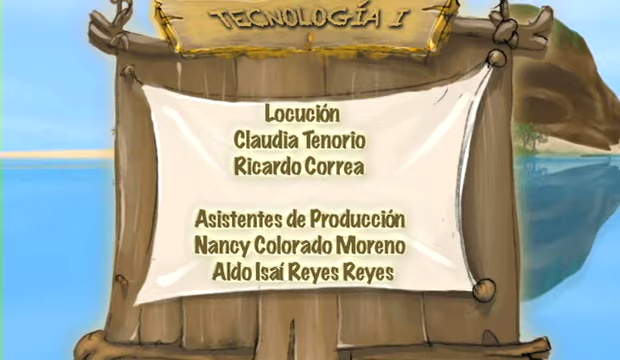 TECNOLOGÍA I
Locución
Claudia Tenorio
Ricardo Correa
Asistentes de Producción
Nancy Colorado Moreno
Aldo Isaí Reyes Reyes